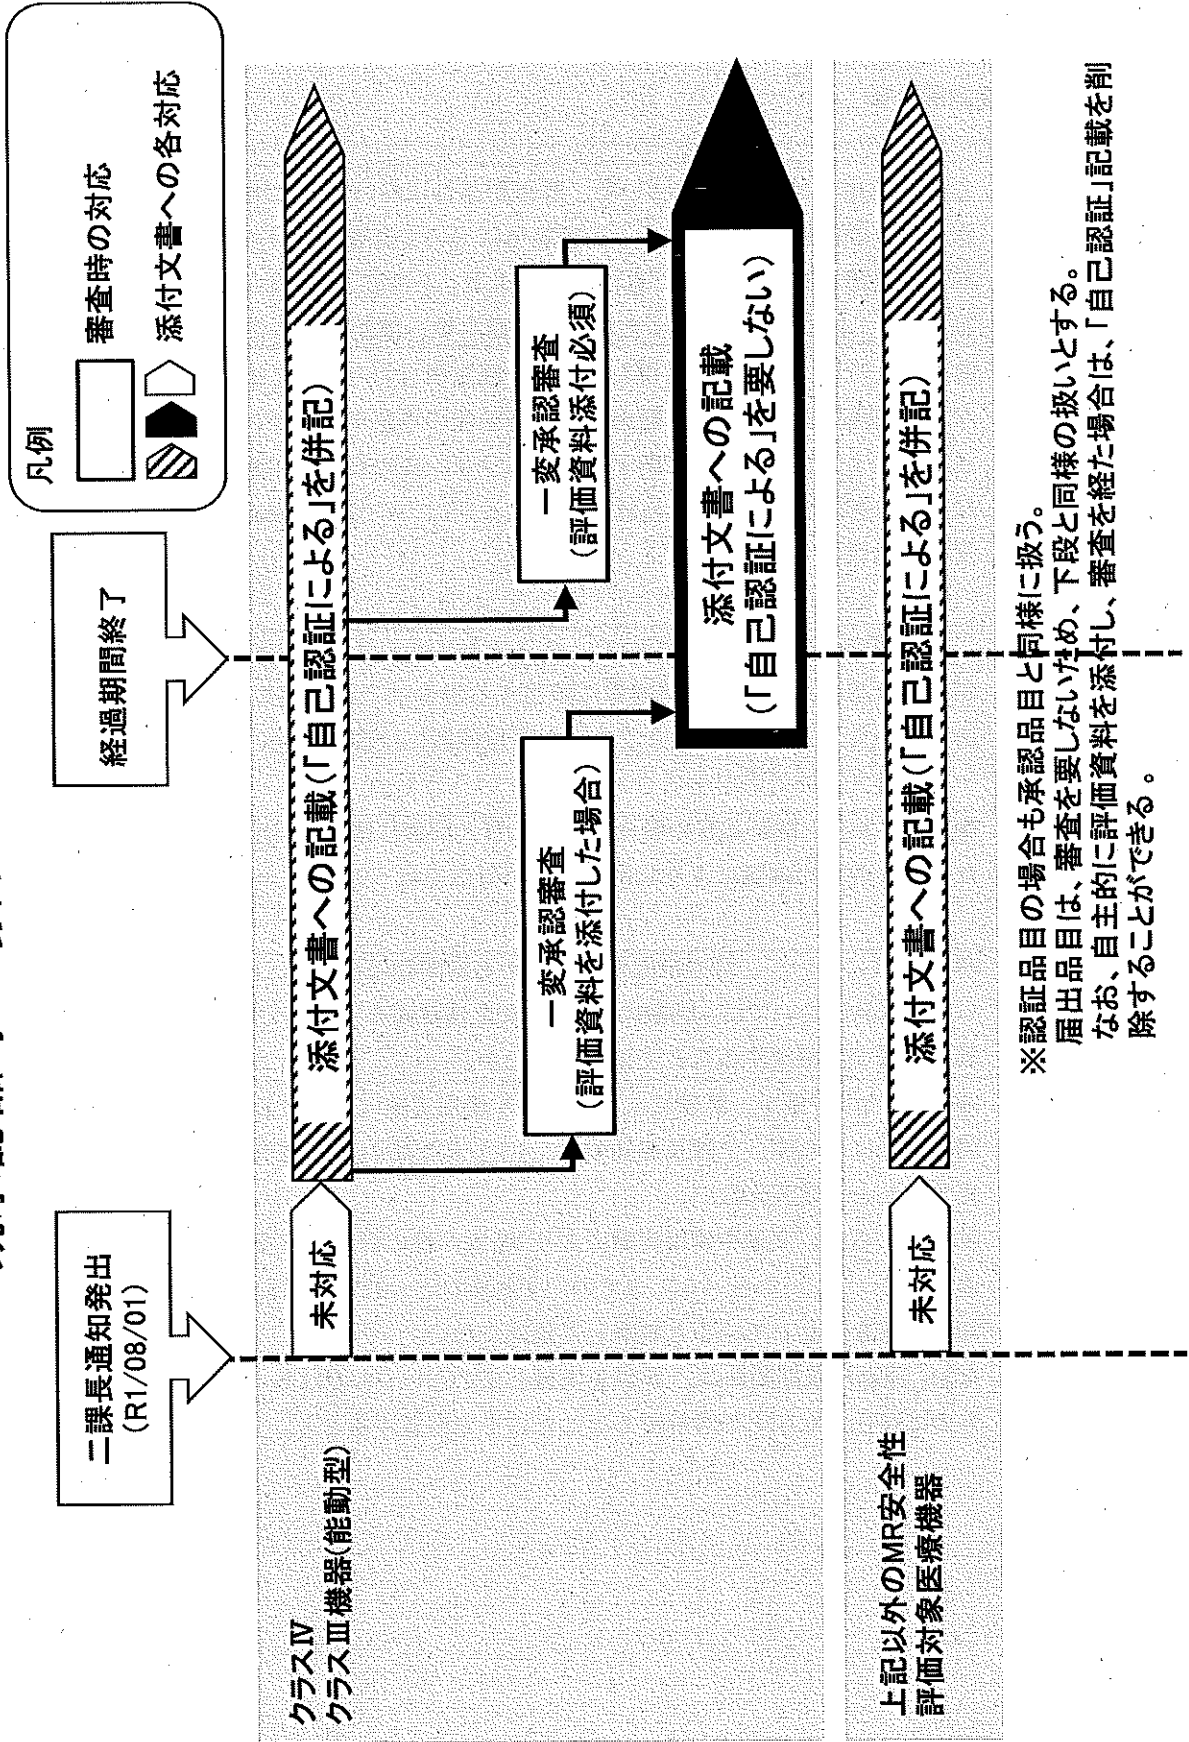 凡例
審査時の対応
添付文書への各対応
二課長通知発出
(R1/08/01)
経過期間終了
クラスⅣ
クラスⅢ機器(能動型)
未対応
添付文書への記載(「自己認証による」を併記)
一変承認審査
(評価資料を添付した場合)
一変承認審査
(評価資料添付必須)
添付文書への記載
(「自己認証による」を要しない)
上記以外のMR安全性
評価対象医療機器
未対応
添付文書への記載(「自己認証による」を併記)
※認証品目の場合も承認品目と同様に扱う。
届出品目は、審査を要しないため、下段と同様の扱いとする。
なお、自主的に評価資料を添付し、審査を経た場合は、「自己認証」記載を削
除することができる。